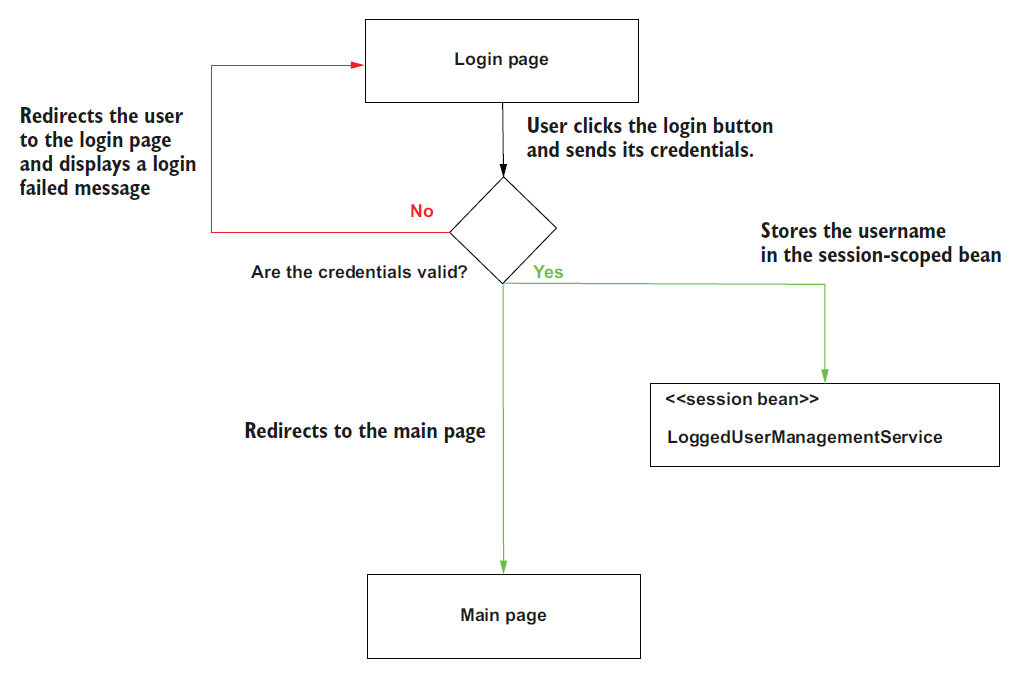 Login page
Redirects the user
to the login page
and displays a login
failed message
User clicks the login button
and sends its credentials.
No
Are the credentials valid?
Yes
Stores the username
in the session-scoped bean
<<session bean>>
LoggedUserManagementService
Redirects to the main page
Main page